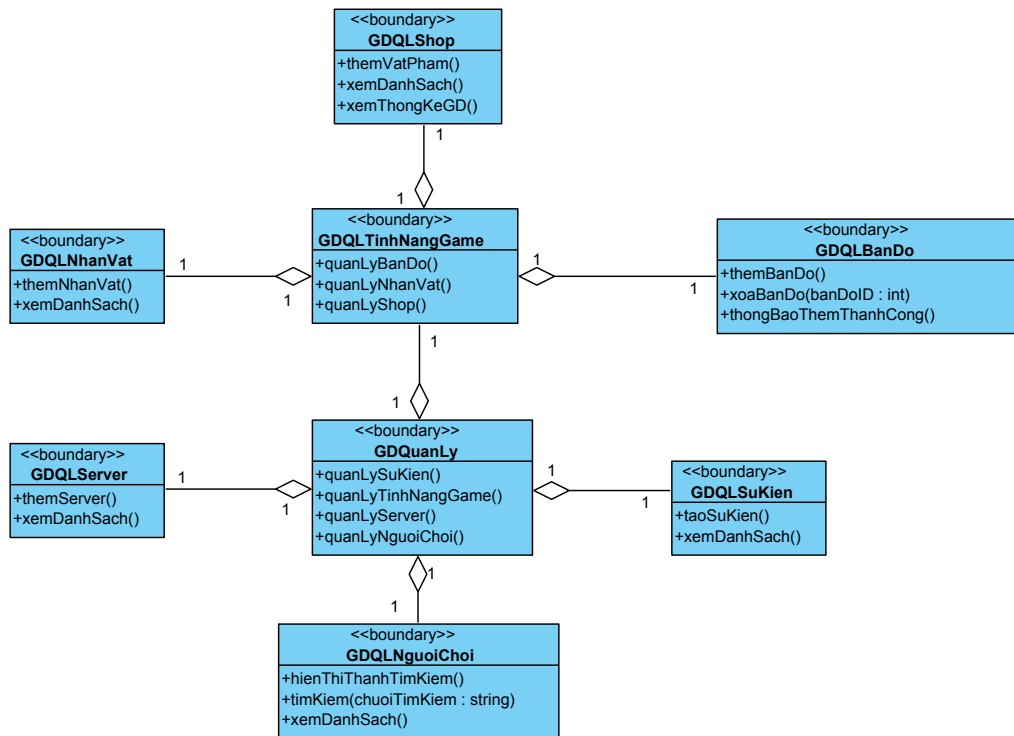 <<boundary>>
GDQLShop
+themVatPham()
+xemDanhSach()
+xemThongKeGD()
1
1
<<boundary>>
GDQLNhanVat
+themNhanVat()
+xemDanhSach()
1
1
<<boundary>>
GDQLTinhNangGame
+quanLyBanDo()
+quanLyNhanVat()
+quanLyShop()
1
1
<<boundary>>
GDQLBanDo
+themBanDo()
+xoaBanDo(banDoID : int)
+thongBaoThemThanhCong()
1
1
<<boundary>>
GDQLServer
+themServer()
+xemDanhSach()
1
1
<<boundary>>
GDQuanLy
+quanLySuKien()
+quanLyTinhNangGame()
+quanLyServer()
+quanLyNguoiChoi()
1
1
<<boundary>>
GDQLSuKien
+taoSuKien()
+xemDanhSach()
1
1
<<boundary>>
GDQLNguoiChoi
+hienThiThanhTimKiem()
+timKiem(chuoiTimKiem : string)
+xemDanhSach()